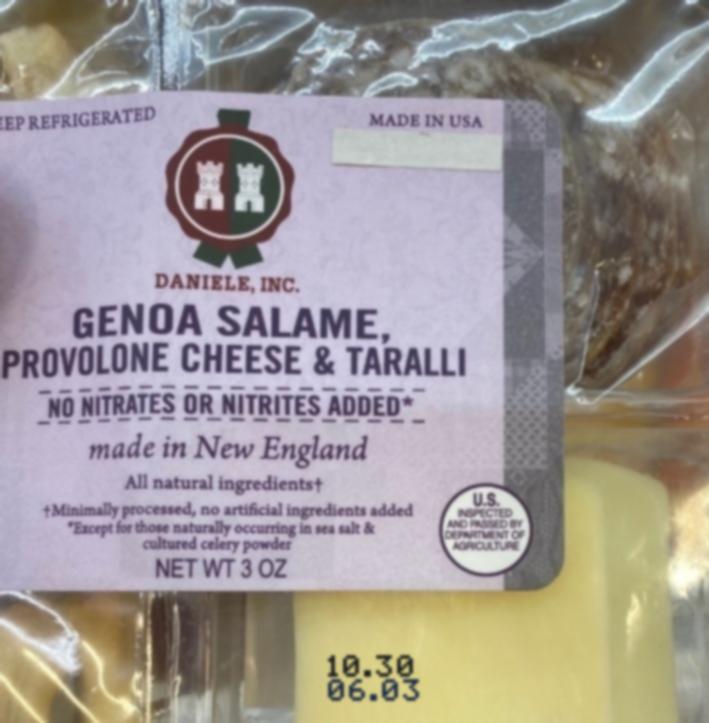 EEP REFRIGERATED
MADE IN USA
DANIELE, INC.
GENOA SALAME,
PROVOLONE CHEESE & TARALLI
NO NITRATES OR NITRITES ADDED*
made in New England
All natural ingredients†
†Minimally processed, no artificial ingredients added
*Except for those naturally occurring in sea salt &
cultured celery powder
NET WT 3 OZ
U.S.
INSPECTED
AND PASSED BY
DEPARTMENT OF
AGRICULTURE
10.30
06.03